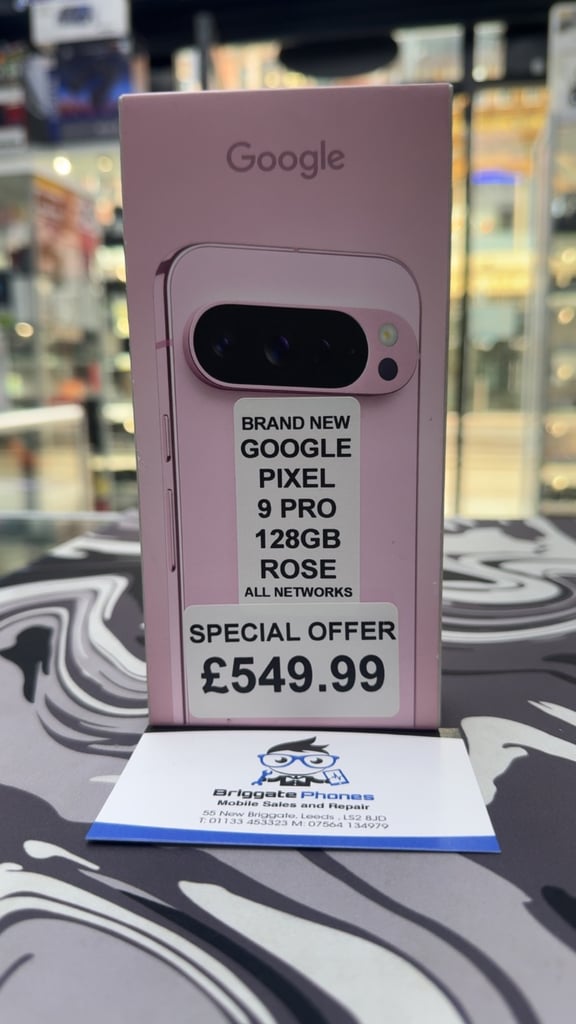 Google
BRAND NEW
GOOGLE
PIXEL
9 PRO
128GB
ROSE
ALL NETWORKS
SPECIAL OFFER
£549.99
Briggate Phones
Mobile Sales and Repair
55 New Briggate, Leeds , LS2 8JD
T: 01133 453323 M: 07564 134979